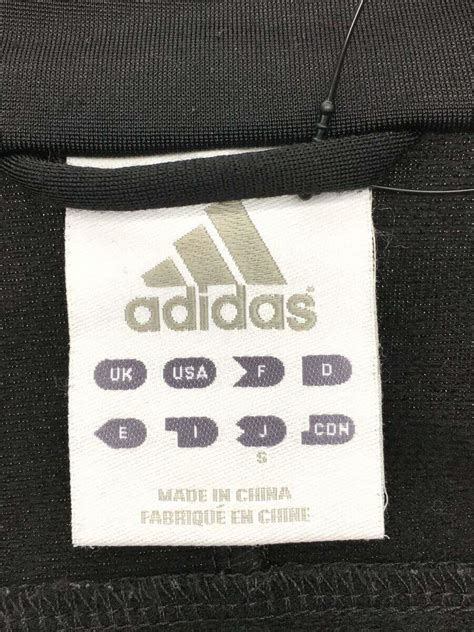 adidas®
UK USA F D
E I J CDN
S
MADE IN CHINA
FABRIQUÉ EN CHINE